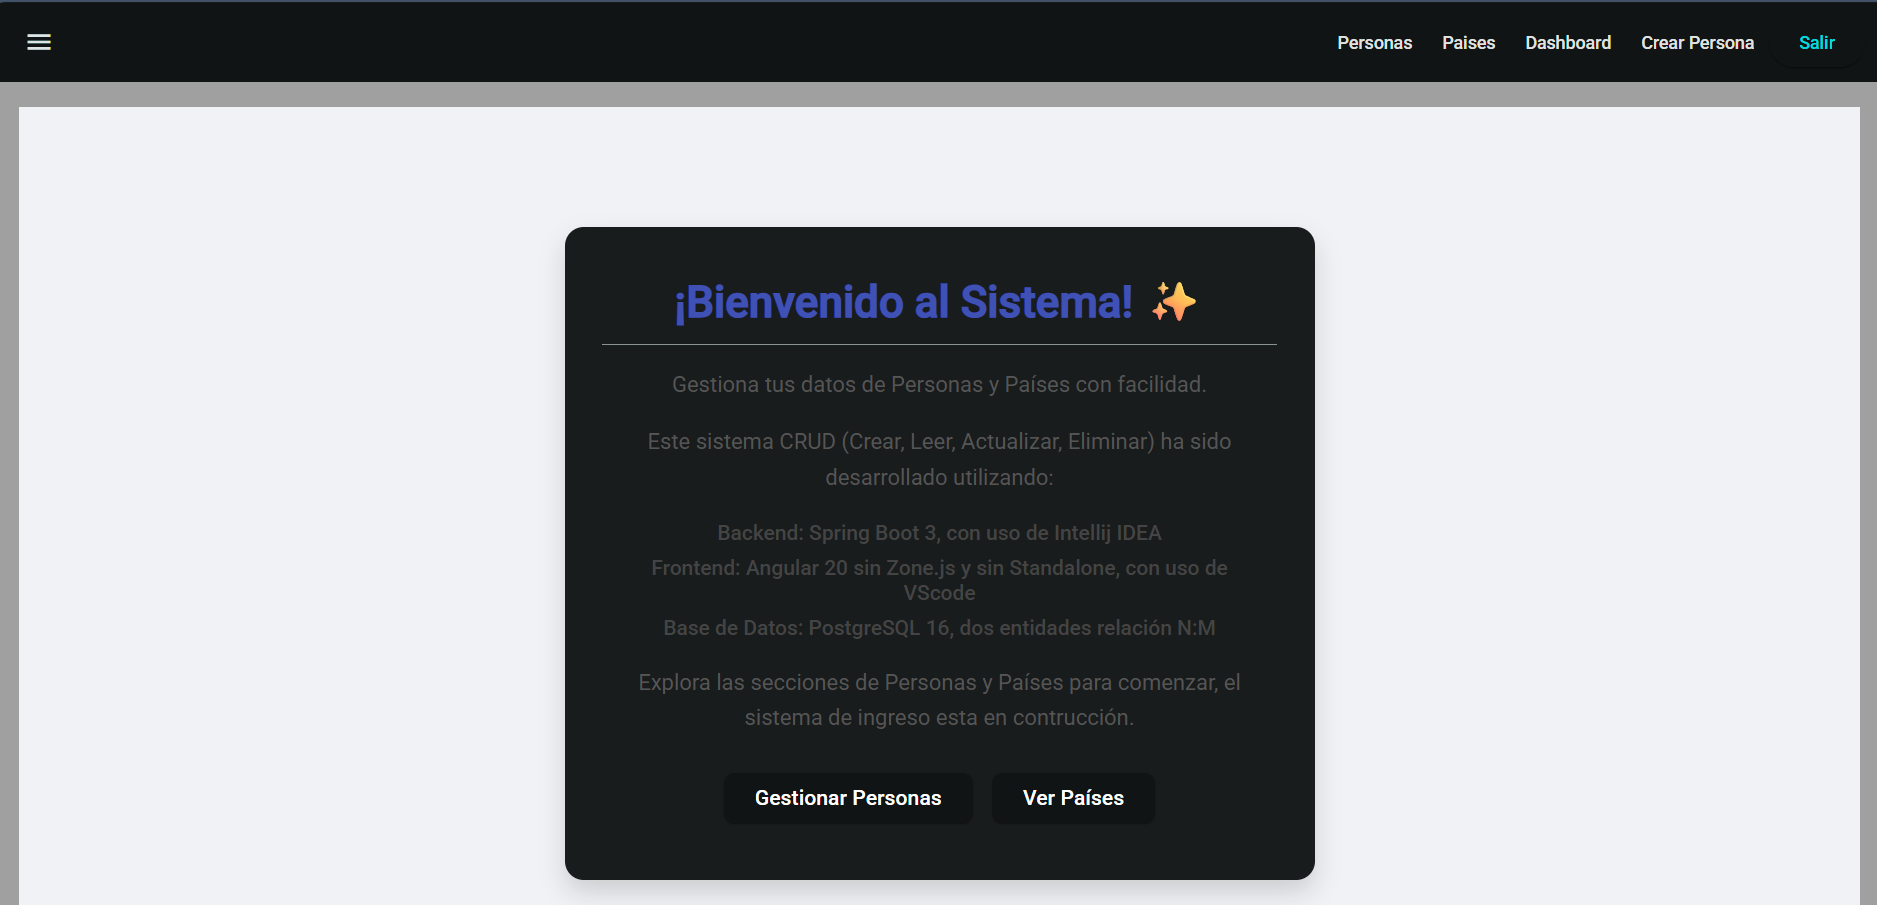 Personas Paises Dashboard Crear Persona Salir
¡Bienvenido al Sistema! ✨
Gestiona tus datos de Personas y Países con facilidad.
Este sistema CRUD (Crear, Leer, Actualizar, Eliminar) ha sido
desarrollado utilizando:
Backend: Spring Boot 3, con uso de Intellij IDEA
Frontend: Angular 20 sin Zone.js y sin Standalone, con uso de
VScode
Base de Datos: PostgreSQL 16, dos entidades relación N:M
Explora las secciones de Personas y Países para comenzar, el
sistema de ingreso esta en contrucción.
Gestionar Personas Ver Países